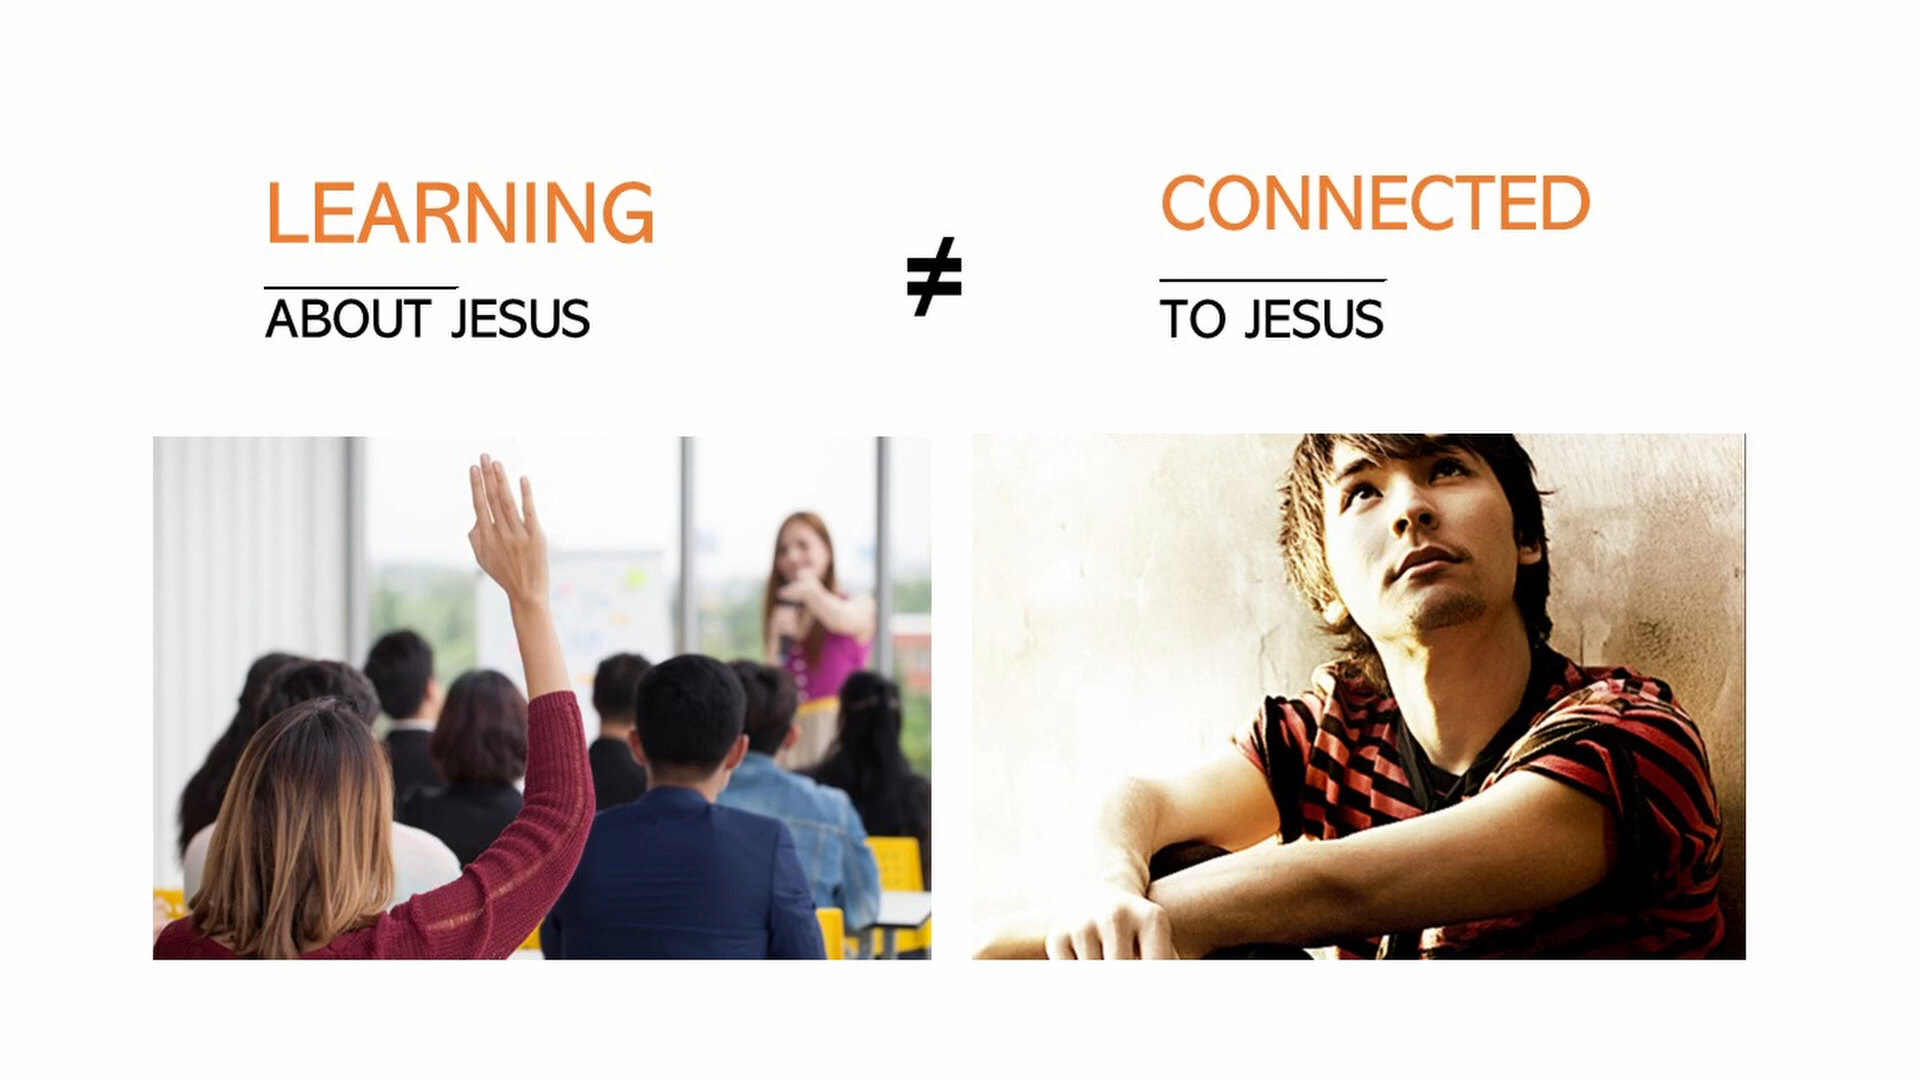 LEARNING
ABOUT JESUS
≠
CONNECTED
TO JESUS